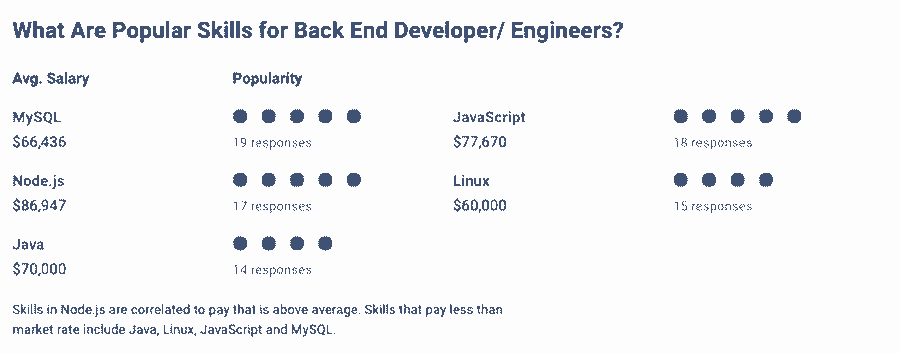 What Are Popular Skills for Back End Developer/ Engineers?
Avg. Salary Popularity
MySQL JavaScript
$66,436 19 responses $77,670 18 responses
Node.js Linux
$86,947 17 responses $60,000 15 responses
Java
$70,000 14 responses
Skills in Node.js are correlated to pay that is above average. Skills that pay less than
market rate include Java, Linux, JavaScript and MySQL.